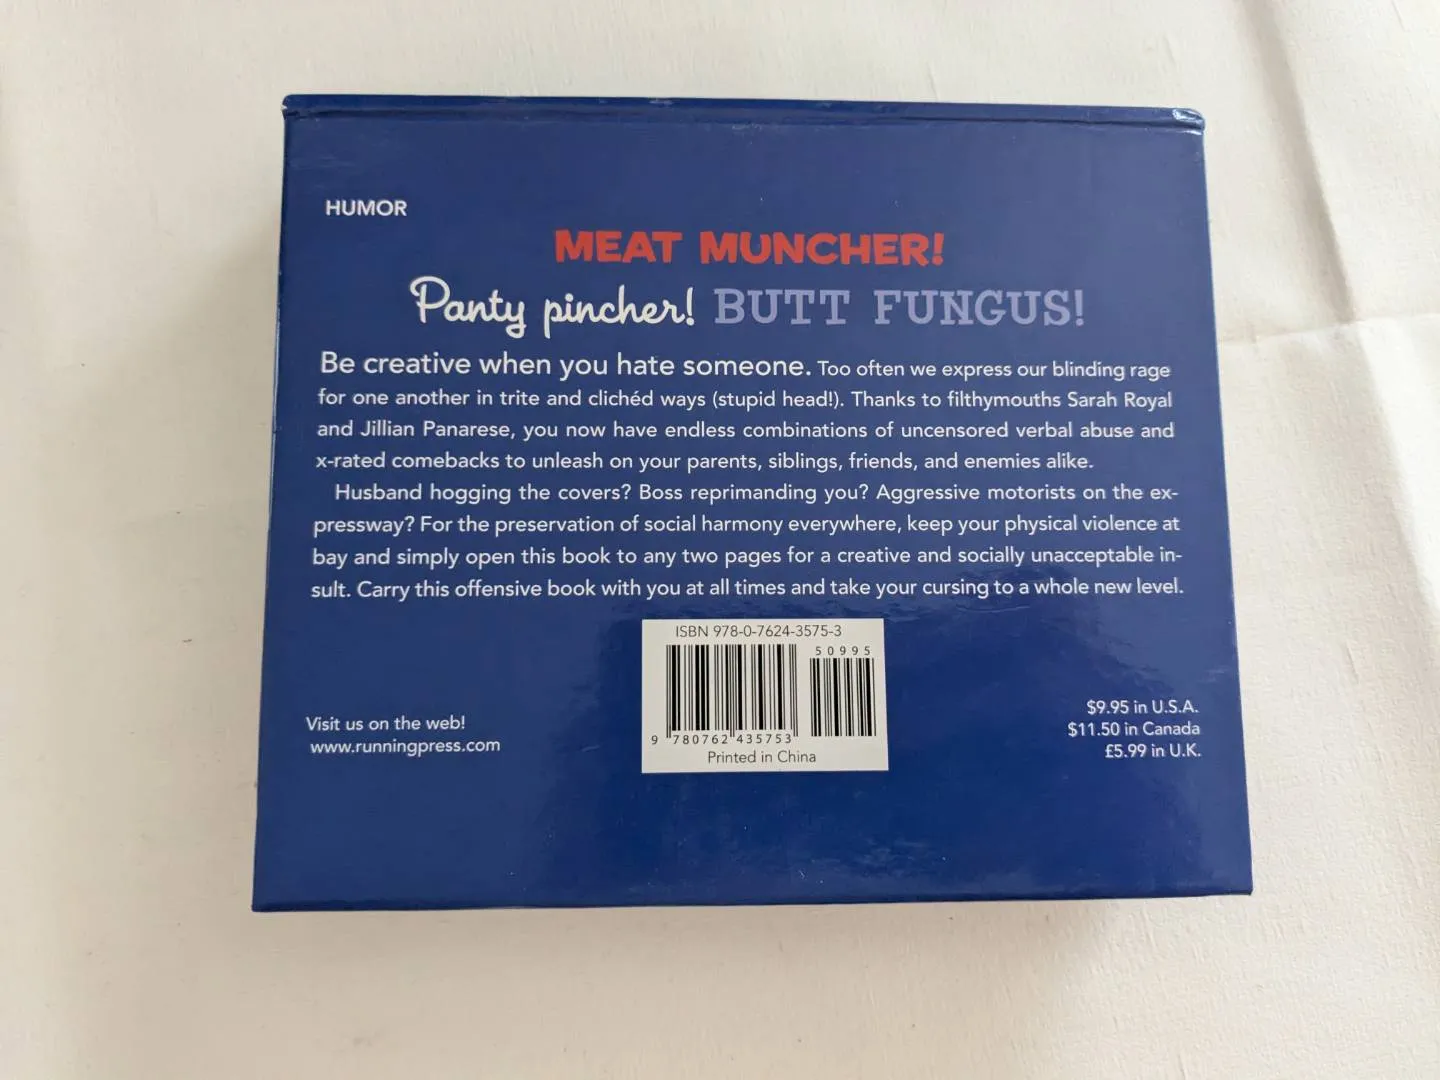 HUMOR
MEAT MUNCHER!
Panty pincher! BUTT FUNGUS!
Be creative when you hate someone. Too often we express our blinding rage
for one another in trite and clichéd ways (stupid head!). Thanks to filthymouths Sarah Royal
and Jillian Panarese, you now have endless combinations of uncensored verbal abuse and
x-rated comebacks to unleash on your parents, siblings, friends, and enemies alike.
Husband hogging the covers? Boss reprimanding you? Aggressive motorists on the ex-
pressway? For the preservation of social harmony everywhere, keep your physical violence at
bay and simply open this book to any two pages for a creative and socially unacceptable in-
sult. Carry this offensive book with you at all times and take your cursing to a whole new level.
ISBN 978-0-7624-3575-3
50995
9 780762 435753
Printed in China
Visit us on the web!
www.runningpress.com
$9.95 in U.S.A.
$11.50 in Canada
£5.99 in U.K.